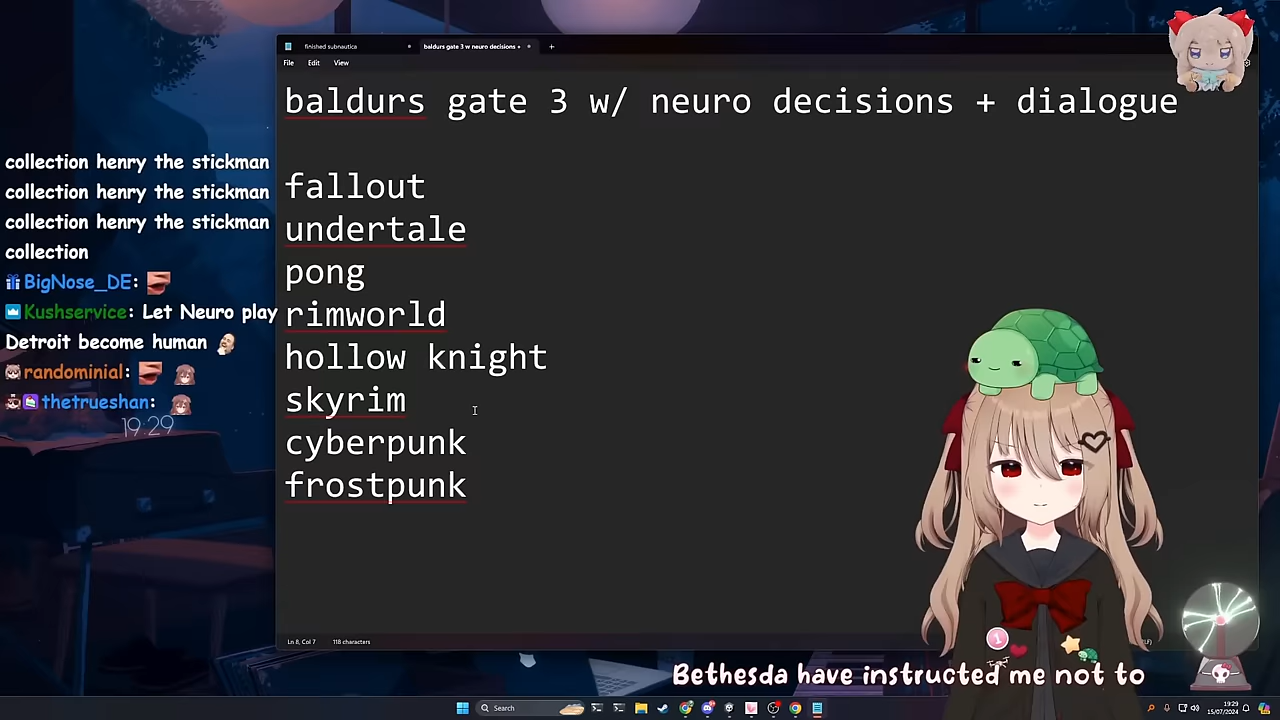 finished subnautica
baldurs gate 3 w neuro decisions +
File Edit View
baldurs gate 3 w/ neuro decisions + dialogue
fallout
undertale
pong
rimworld
hollow knight
skyrim
cyberpunk
frostpunk
collection henry the stickman
collection henry the stickman
collection henry the stickman
collection
BigNose_DE:
Kushservice: Let Neuro play
Detroit become human
randominial:
thetrueshan:
19:29
Ln 8, Col 7 118 characters
Bethesda have instructed me not to
Search
19:29
15/07/2024